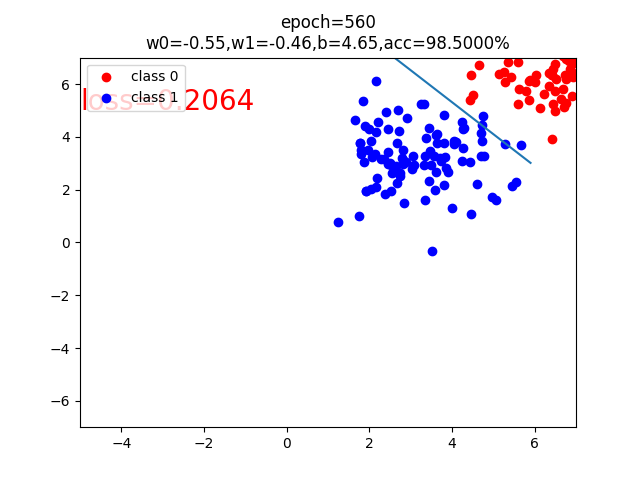 epoch=560
w0=-0.55,w1=-0.46,b=4.65,acc=98.5000%
loss=0.2064
class 0
class 1
6
4
2
0
−2
−4
−6
−4 −2 0 2 4 6